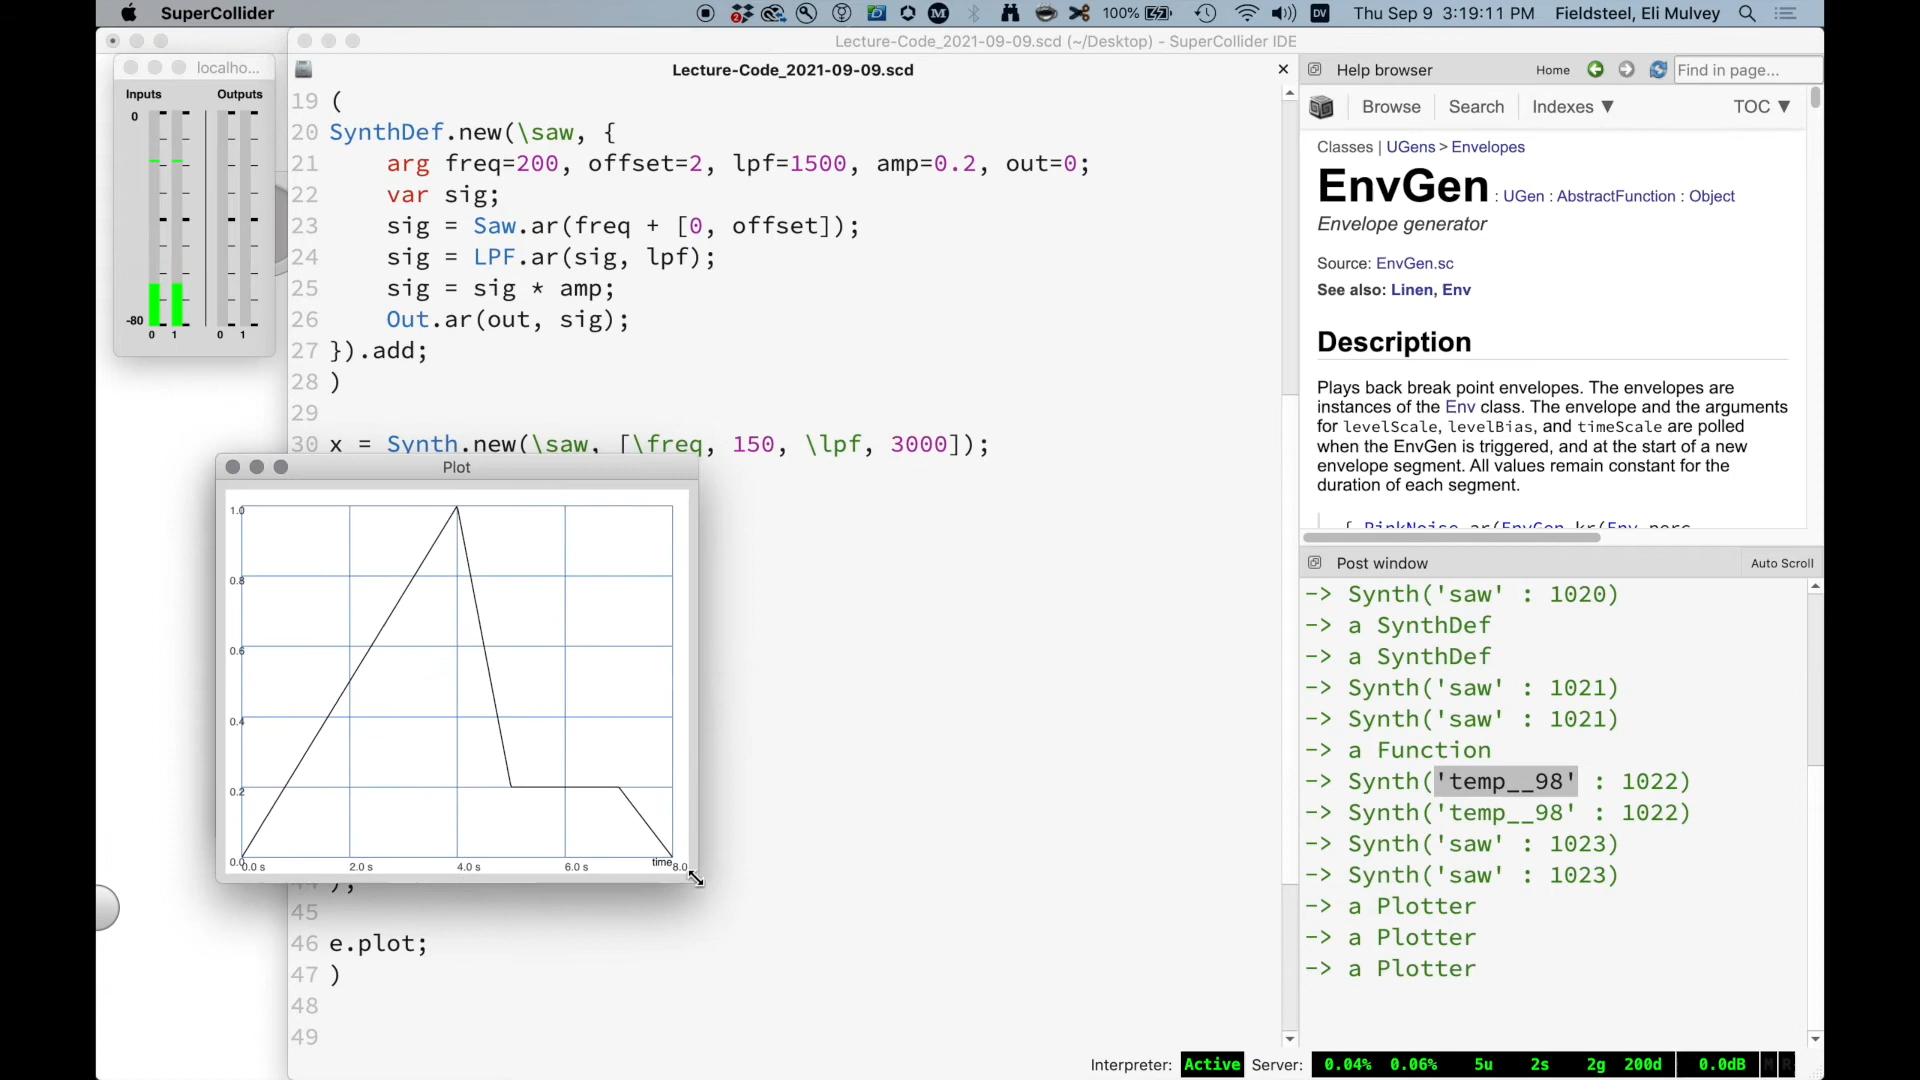 SuperCollider
100%
DV
Thu Sep 9 3:19:11 PM
Fieldsteel, Eli Mulvey
Lecture-Code_2021-09-09.scd (~/Desktop) - SuperCollider IDE
localho...
Inputs Outputs
0
-80
0 1 0 1
Lecture-Code_2021-09-09.scd
19 (
20 SynthDef.new(\saw, {
21 arg freq=200, offset=2, lpf=1500, amp=0.2, out=0;
22 var sig;
23 sig = Saw.ar(freq + [0, offset]);
24 sig = LPF.ar(sig, lpf);
25 sig = sig * amp;
26 Out.ar(out, sig);
27 }).add;
28 )
29
30 x = Synth.new(\saw, [\freq, 150, \lpf, 3000]);
Plot
1.0
0.8
0.6
0.4
0.2
0.0
0.0 s 2.0 s 4.0 s 6.0 s time 8.0
);
45
46 e.plot;
47 )
48
49
Help browser Home Find in page...
Browse Search Indexes ▼ TOC ▼
Classes | UGens > Envelopes
EnvGen : UGen : AbstractFunction : Object
Envelope generator
Source: EnvGen.sc
See also: Linen, Env
Description
Plays back break point envelopes. The envelopes are
instances of the Env class. The envelope and the arguments
for levelScale, levelBias, and timeScale are polled
when the EnvGen is triggered, and at the start of a new
envelope segment. All values remain constant for the
duration of each segment.
{ PinkNoise.ar(EnvGen.kr(Env.perc
Post window Auto Scroll
-> Synth('saw' : 1020)
-> a SynthDef
-> a SynthDef
-> Synth('saw' : 1021)
-> Synth('saw' : 1021)
-> a Function
-> Synth('temp__98' : 1022)
-> Synth('temp__98' : 1022)
-> Synth('saw' : 1023)
-> Synth('saw' : 1023)
-> a Plotter
-> a Plotter
-> a Plotter
Interpreter: Active Server: 0.04% 0.06% 5u 2s 2g 200d 0.0dB M R